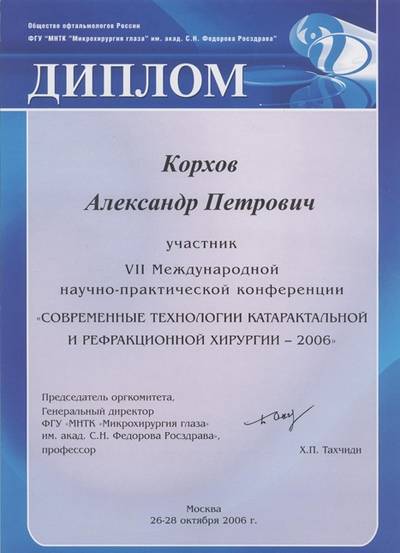 Общество офтальмологов России
ФГУ "МНТК "Микрохирургия глаза" им. акад. С.Н. Федорова Росздрава"
ДИПЛОМ
Корхов
Александр Петрович
участник
VII Международной
научно-практической конференции
«СОВРЕМЕННЫЕ ТЕХНОЛОГИИ КАТАРАКТАЛЬНОЙ
И РЕФРАКЦИОННОЙ ХИРУРГИИ – 2006»
Председатель оргкомитета,
Генеральный директор
ФГУ «МНТК «Микрохирургия глаза»
им. акад. С.Н. Федорова Росздрава»,
профессор
Х.П. Тахчиди
Москва
26-28 октября 2006 г.